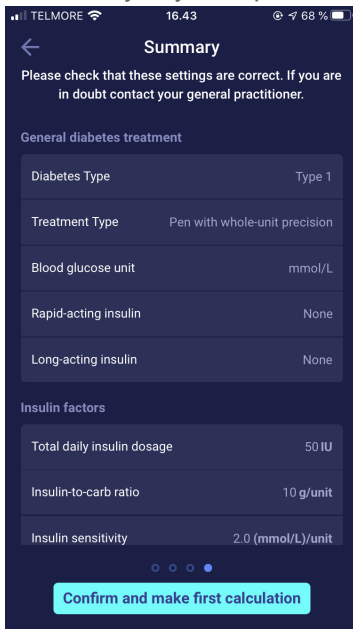 TELMORE 16.43 68 %
Summary
Please check that these settings are correct. If you are
in doubt contact your general practitioner.
General diabetes treatment
Diabetes Type Type 1
Treatment Type Pen with whole-unit precision
Blood glucose unit mmol/L
Rapid-acting insulin None
Long-acting insulin None
Insulin factors
Total daily insulin dosage 50 IU
Insulin-to-carb ratio 10 g/unit
Insulin sensitivity 2.0 (mmol/L)/unit
Confirm and make first calculation